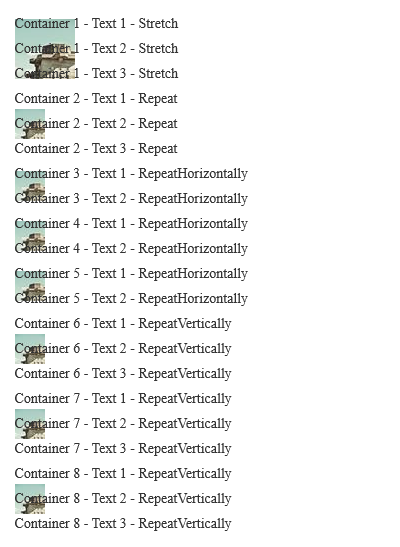 Container 1 - Text 1 - Stretch
Container 1 - Text 2 - Stretch
Container 1 - Text 3 - Stretch
Container 2 - Text 1 - Repeat
Container 2 - Text 2 - Repeat
Container 2 - Text 3 - Repeat
Container 3 - Text 1 - RepeatHorizontally
Container 3 - Text 2 - RepeatHorizontally
Container 4 - Text 1 - RepeatHorizontally
Container 4 - Text 2 - RepeatHorizontally
Container 5 - Text 1 - RepeatHorizontally
Container 5 - Text 2 - RepeatHorizontally
Container 6 - Text 1 - RepeatVertically
Container 6 - Text 2 - RepeatVertically
Container 6 - Text 3 - RepeatVertically
Container 7 - Text 1 - RepeatVertically
Container 7 - Text 2 - RepeatVertically
Container 7 - Text 3 - RepeatVertically
Container 8 - Text 1 - RepeatVertically
Container 8 - Text 2 - RepeatVertically
Container 8 - Text 3 - RepeatVertically